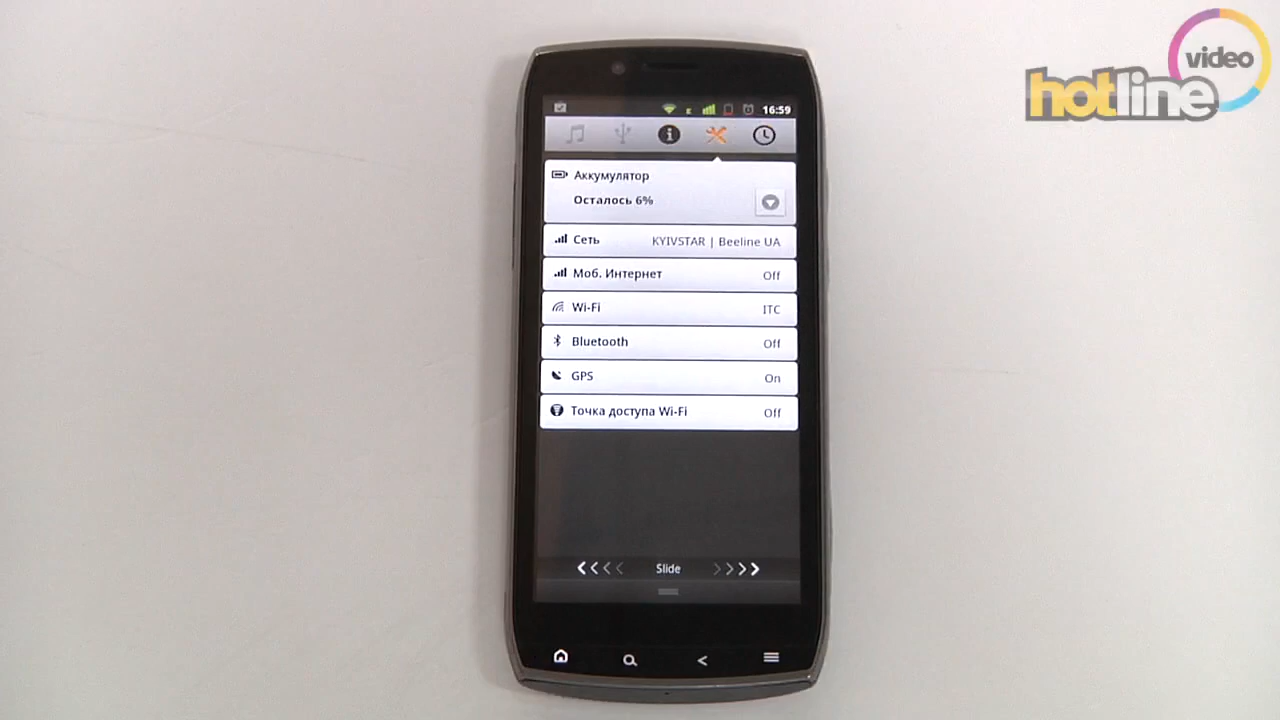 video
hotline
E
16:59
Аккумулятор
Осталось 6%
Сеть KYIVSTAR | Beeline UA
Моб. Интернет Off
Wi-Fi ITC
Bluetooth Off
GPS On
Точка доступа Wi-Fi Off
Slide